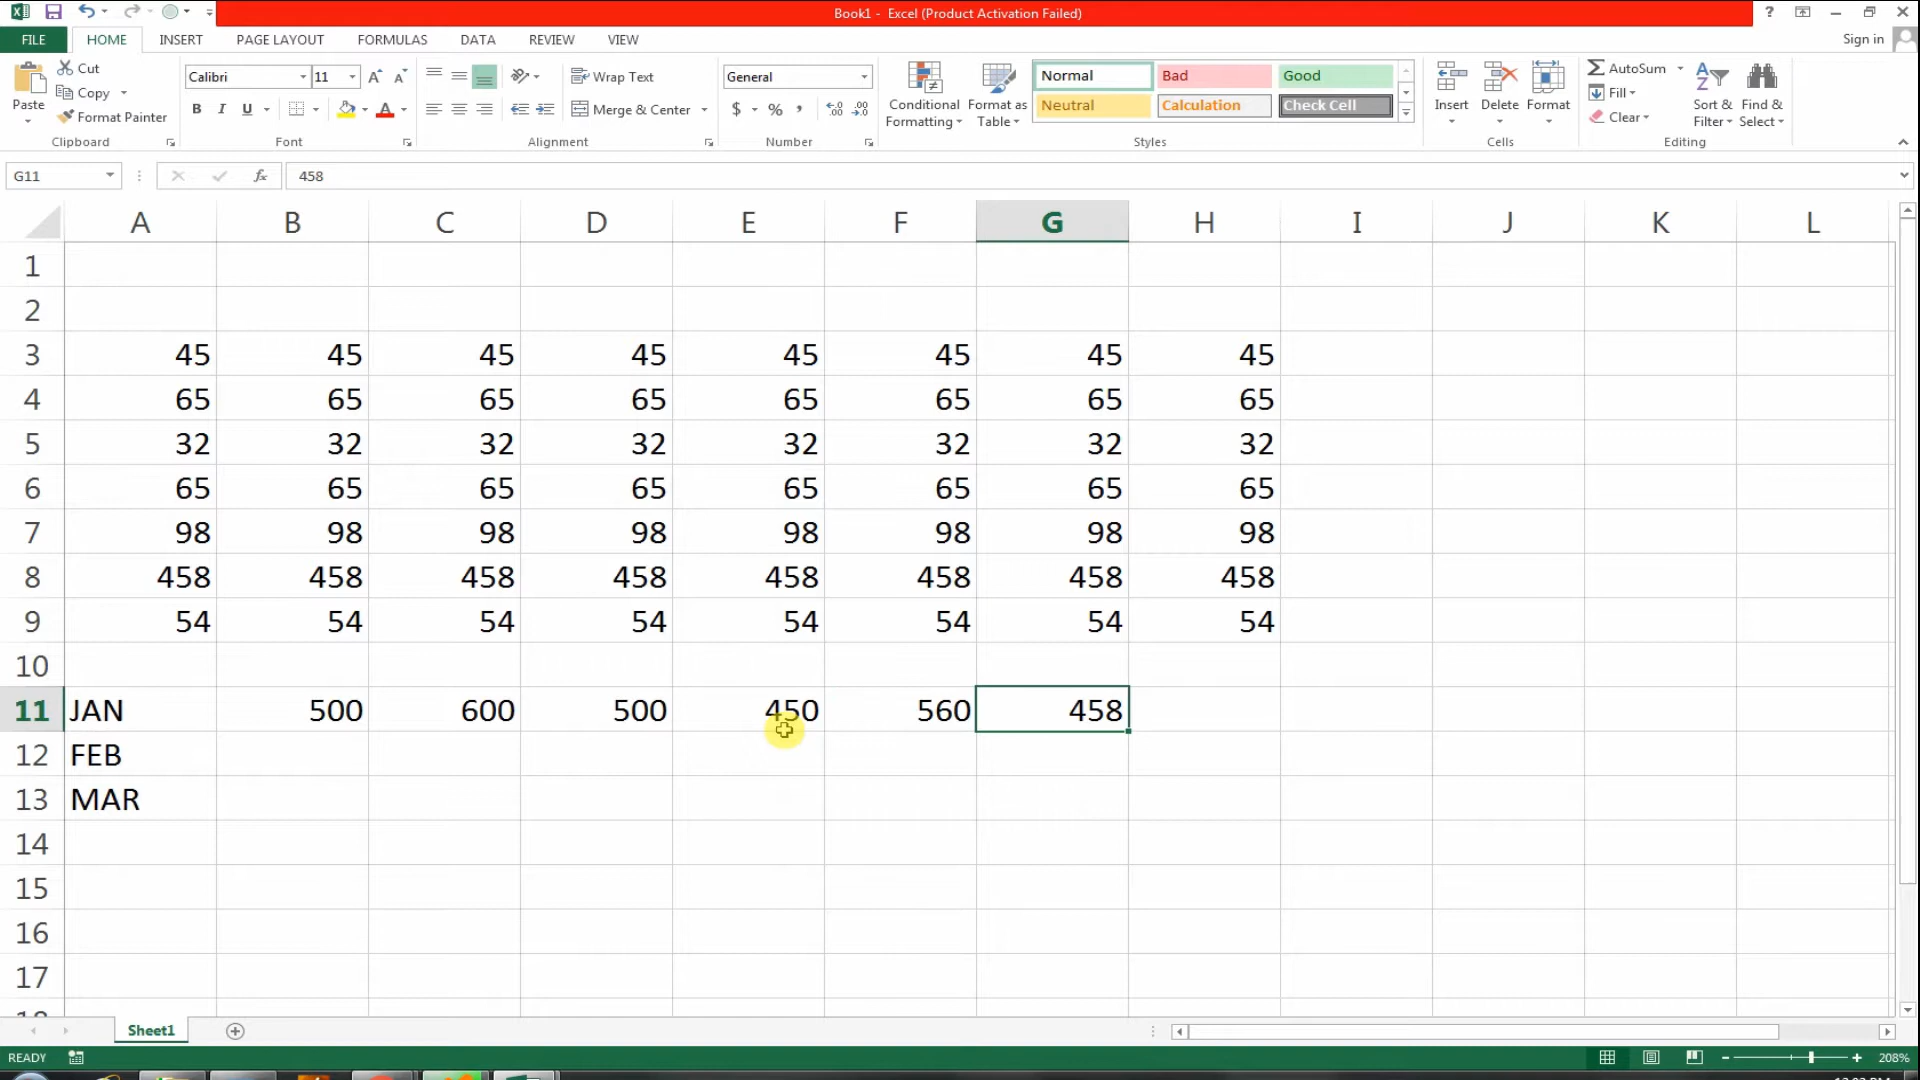 Book1 - Excel (Product Activation Failed)
FILE HOME INSERT PAGE LAYOUT FORMULAS DATA REVIEW VIEW Sign in
Paste Cut Copy Format Painter Clipboard
Calibri 11 B I U Font
Wrap Text Merge & Center Alignment
General $ % , Number
Conditional Formatting Format as Table
Normal Bad Good
Neutral Calculation Check Cell
Styles
Insert Delete Format Cells
AutoSum Fill Clear Sort & Filter Find & Select Editing
G11 fx 458
A B C D E F G H I J K L
1
2
3 45 45 45 45 45 45 45 45
4 65 65 65 65 65 65 65 65
5 32 32 32 32 32 32 32 32
6 65 65 65 65 65 65 65 65
7 98 98 98 98 98 98 98 98
8 458 458 458 458 458 458 458 458
9 54 54 54 54 54 54 54 54
10
11 JAN 500 600 500 450 560 458
12 FEB
13 MAR
14
15
16
17
Sheet1
READY 208%